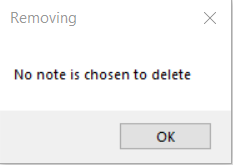 Removing
No note is chosen to delete
OK